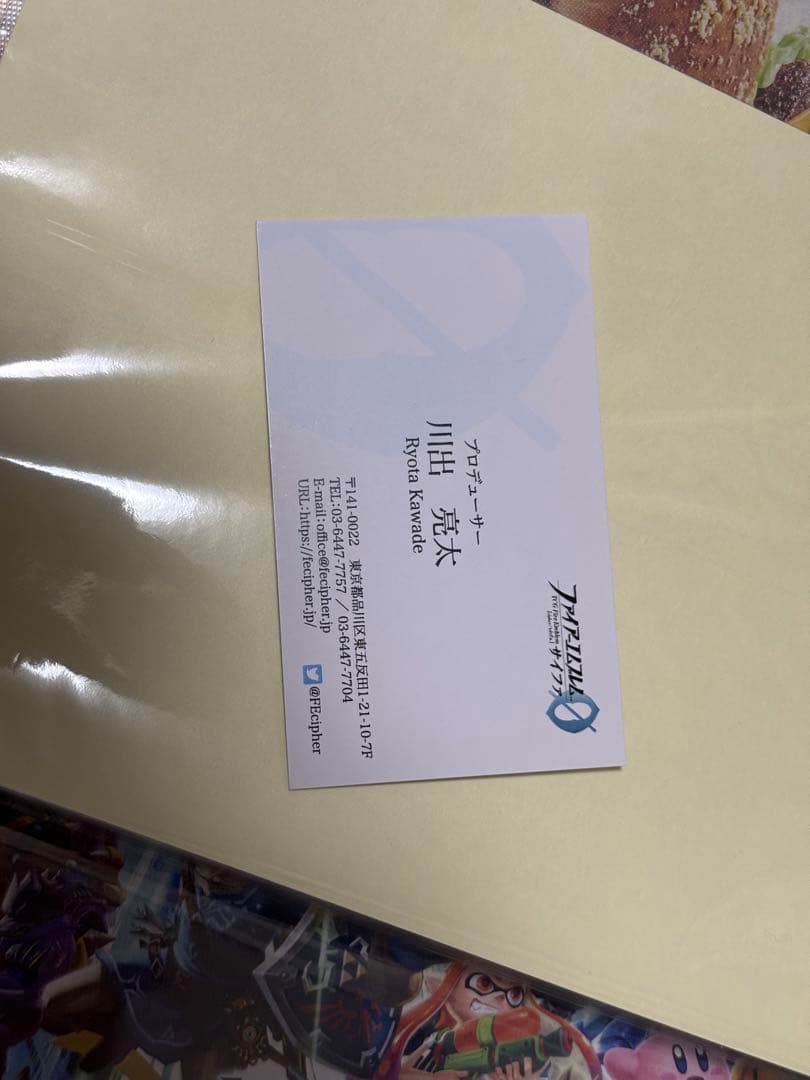 ファイアーエムブレム
サイファ
プロデューサー
川出 亮太
Ryota Kawade
〒141-0022 東京都品川区東五反田1-21-10-7F
TEL:03-6447-7757 / 03-6447-7704
E-mail:office@fecipher.jp
URL:https://fecipher.jp/
@FEcipher